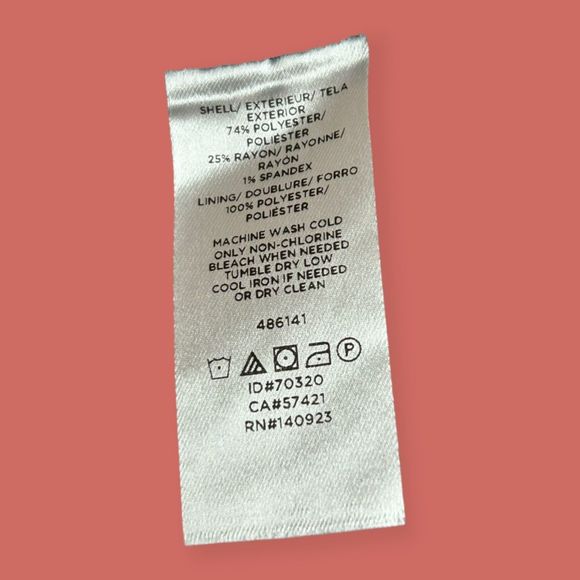 SHELL/ EXTÉRIEUR/ TELA
EXTERIOR
74% POLYESTER/
POLIÉSTER
25% RAYON/ RAYONNE/
RAYÓN
1% SPANDEX
LINING/ DOUBLURE/ FORRO
100% POLYESTER/
POLIÉSTER
MACHINE WASH COLD
ONLY NON-CHLORINE
BLEACH WHEN NEEDED
TUMBLE DRY LOW
COOL IRON IF NEEDED
OR DRY CLEAN
486141
P
ID#70320
CA#57421
RN#140923